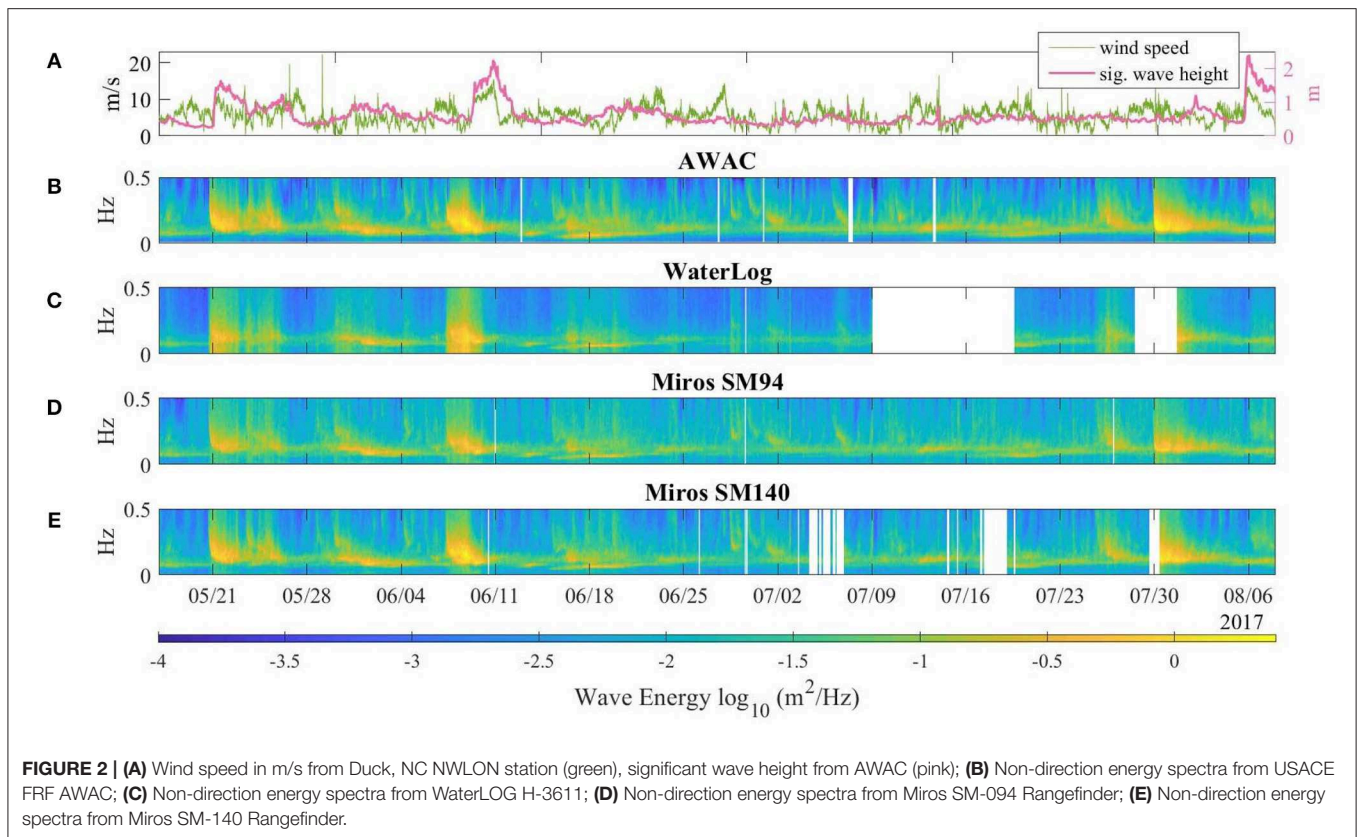 A
m/s
20
10
0
wind speed
sig. wave height
2
1
0
m
AWAC
B
Hz
0.5
0
WaterLog
C
Hz
0.5
0
Miros SM94
D
Hz
0.5
0
Miros SM140
E
Hz
0.5
0
05/21 05/28 06/04 06/11 06/18 06/25 07/02 07/09 07/16 07/23 07/30 08/06
2017
-4 -3.5 -3 -2.5 -2 -1.5 -1 -0.5 0
Wave Energy log10 (m2/Hz)
FIGURE 2 | (A) Wind speed in m/s from Duck, NC NWLON station (green), significant wave height from AWAC (pink); (B) Non-direction energy spectra from USACE
FRF AWAC; (C) Non-direction energy spectra from WaterLOG H-3611; (D) Non-direction energy spectra from Miros SM-094 Rangefinder; (E) Non-direction energy
spectra from Miros SM-140 Rangefinder.